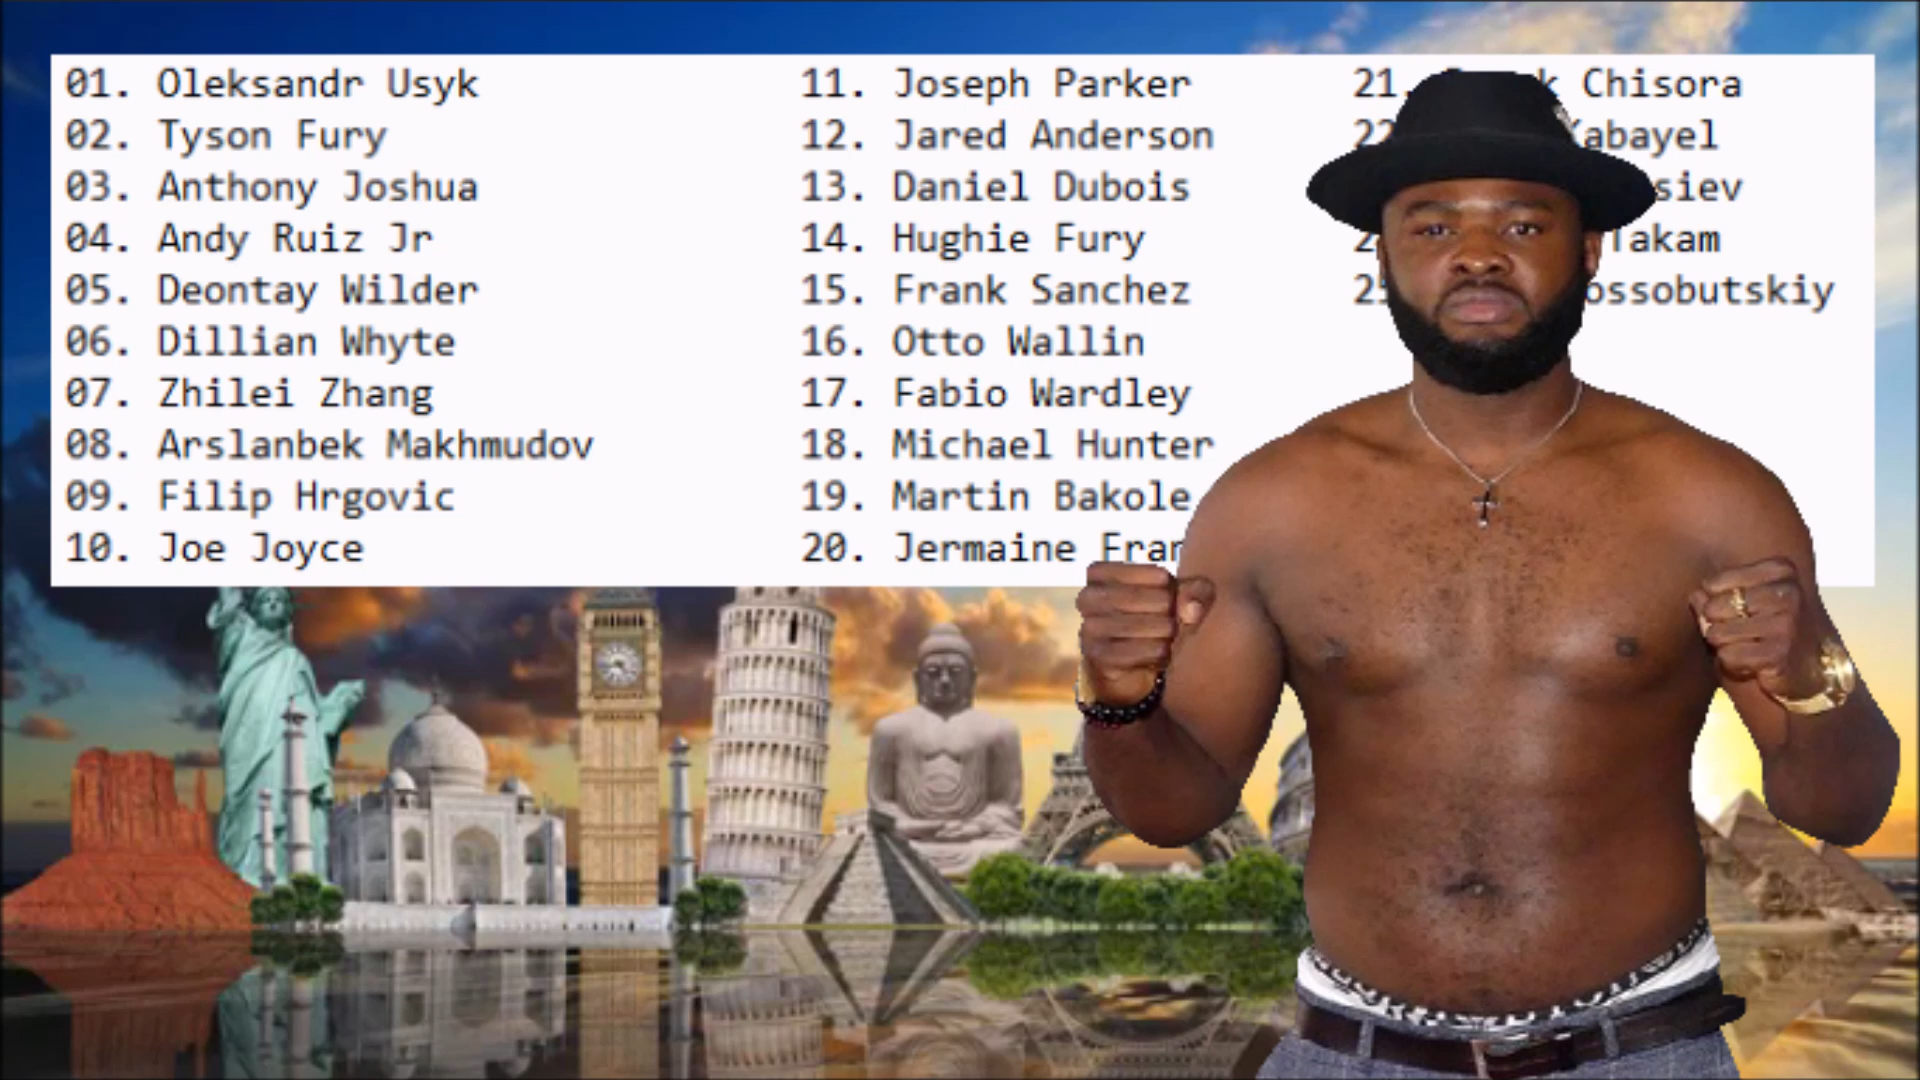 01. Oleksandr Usyk
02. Tyson Fury
03. Anthony Joshua
04. Andy Ruiz Jr
05. Deontay Wilder
06. Dillian Whyte
07. Zhilei Zhang
08. Arslanbek Makhmudov
09. Filip Hrgovic
10. Joe Joyce
11. Joseph Parker
12. Jared Anderson
13. Daniel Dubois
14. Hughie Fury
15. Frank Sanchez
16. Otto Wallin
17. Fabio Wardley
18. Michael Hunter
19. Martin Bakole
20. Jermaine
21. Chisora
Takam